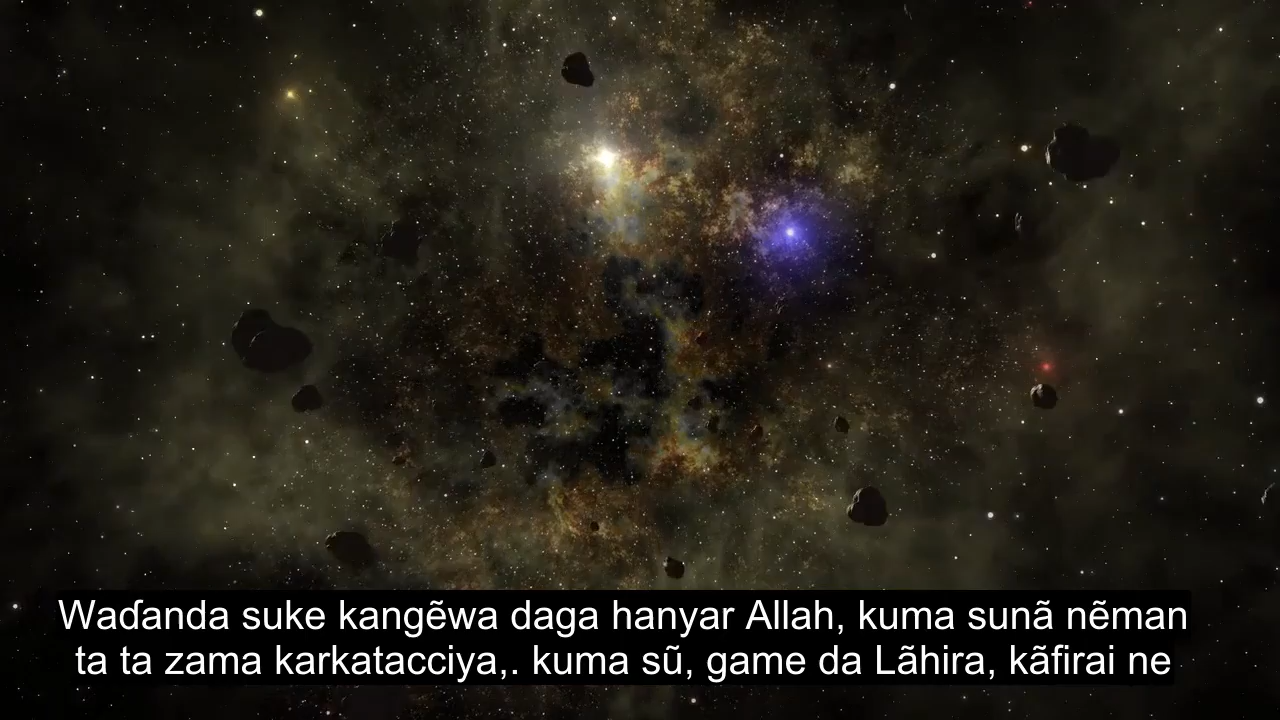 Waɗanda suke kangẽwa daga hanyar Allah, kuma sunã nẽman
ta ta zama karkatacciya,. kuma sũ, game da Lãhira, kãfirai ne